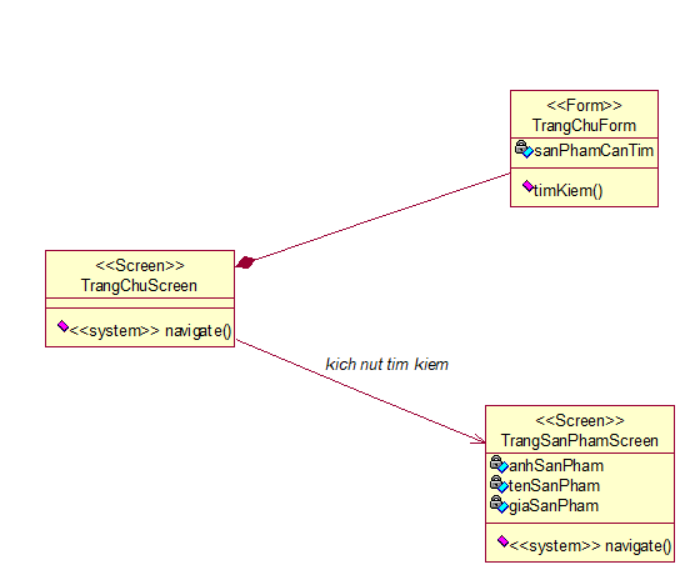 <<Form>>
TrangChuForm
sanPhamCanTim
timKiem()
<<Screen>>
TrangChuScreen
<<system>> navigate()
kich nut tim kiem
<<Screen>>
TrangSanPhamScreen
anhSanPham
tenSanPham
giaSanPham
<<system>> navigate()